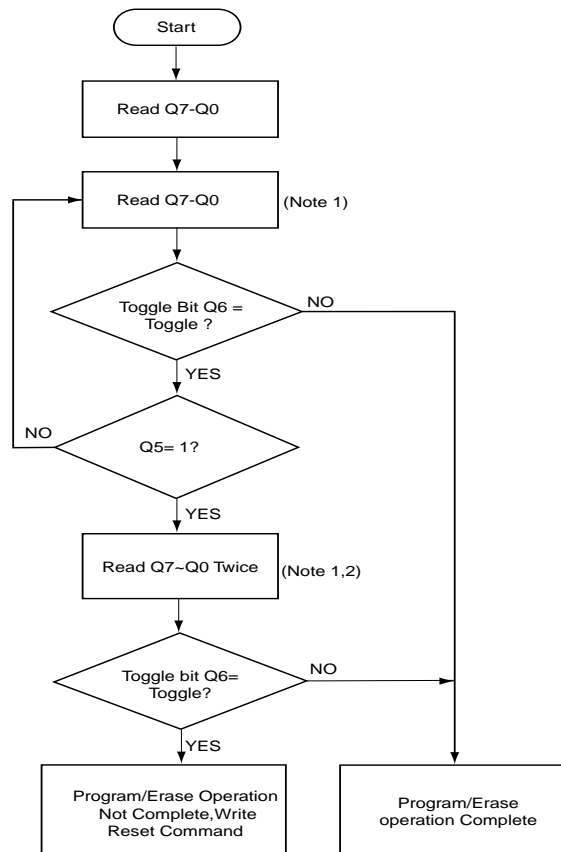 Start
Read Q7-Q0
Read Q7-Q0
(Note 1)
Toggle Bit Q6 =
Toggle ?
NO
YES
NO
Q5= 1?
YES
Read Q7~Q0 Twice
(Note 1,2)
Toggle bit Q6=
Toggle?
NO
YES
Program/Erase Operation
Not Complete,Write
Reset Command
Program/Erase
operation Complete